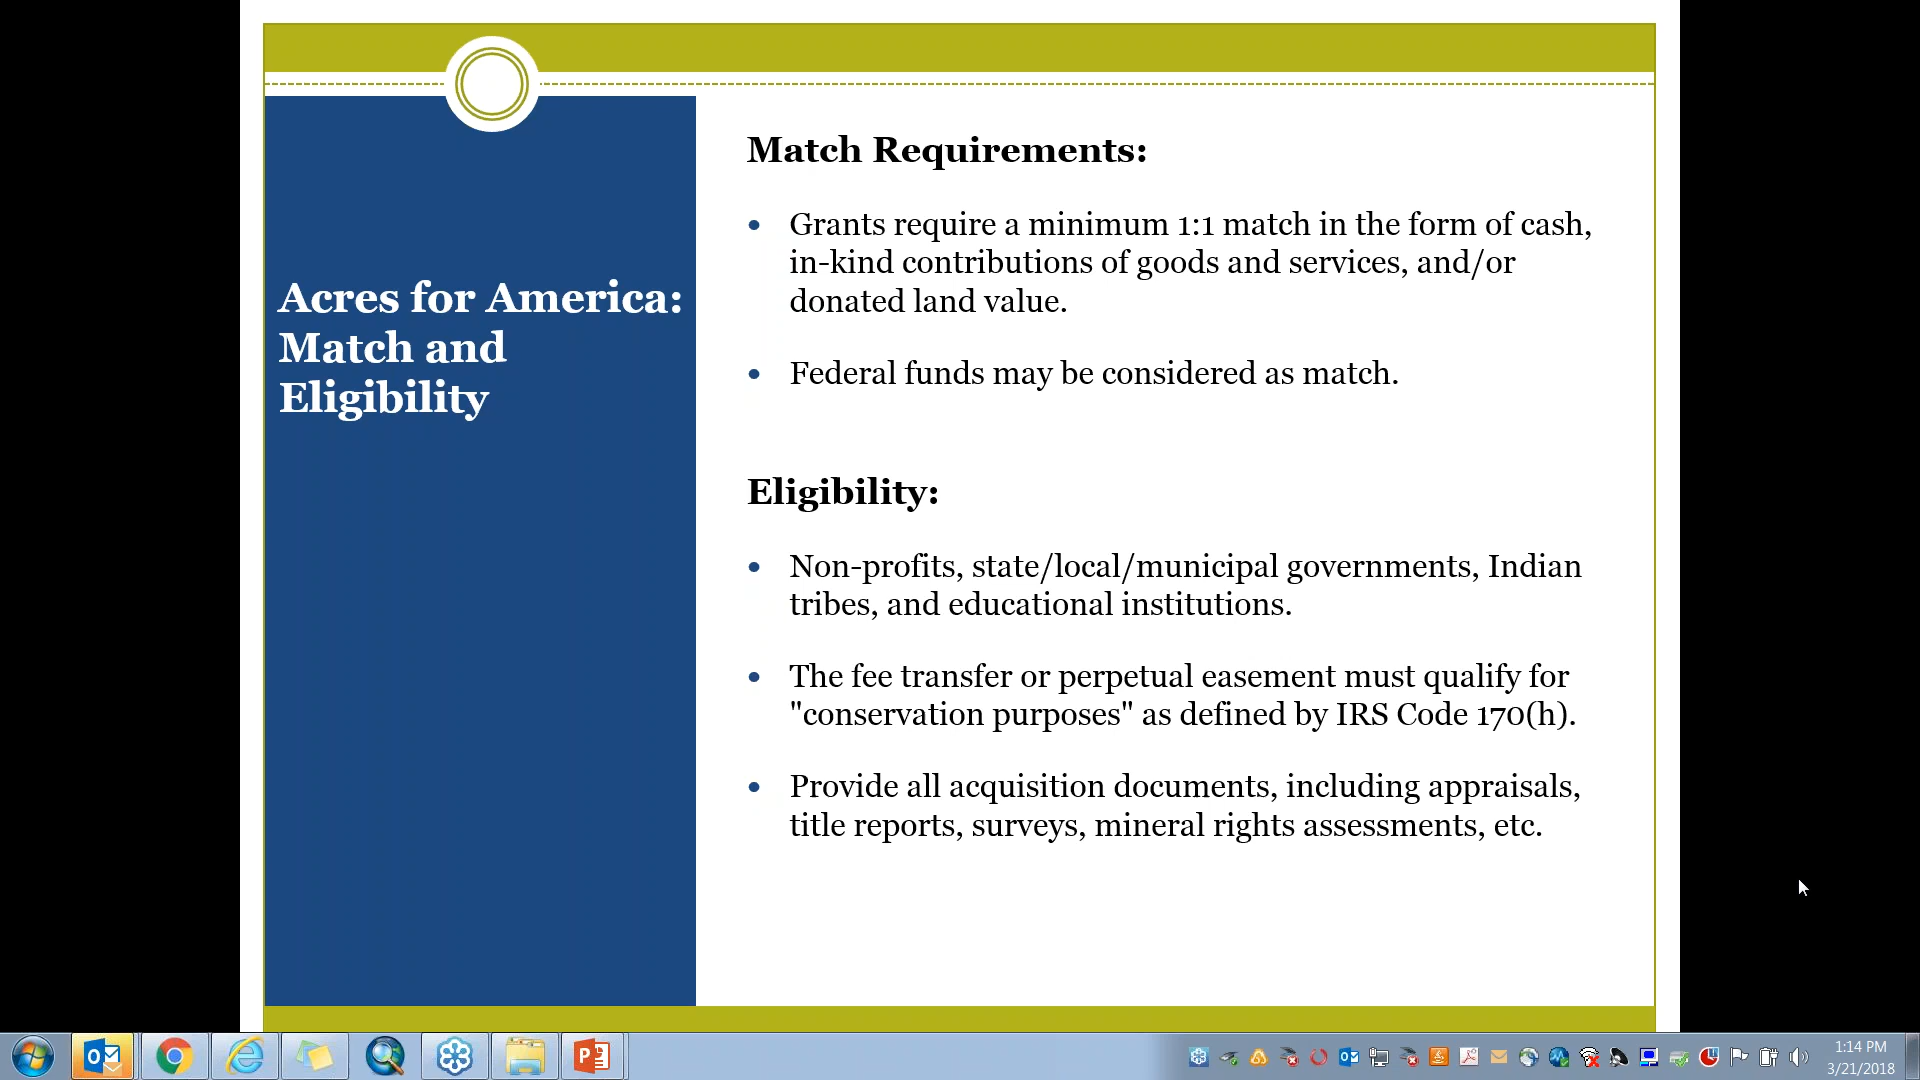 Acres for America:
Match and
Eligibility
Match Requirements:
• Grants require a minimum 1:1 match in the form of cash,
in-kind contributions of goods and services, and/or
donated land value.
• Federal funds may be considered as match.
Eligibility:
• Non-profits, state/local/municipal governments, Indian
tribes, and educational institutions.
• The fee transfer or perpetual easement must qualify for
"conservation purposes" as defined by IRS Code 170(h).
• Provide all acquisition documents, including appraisals,
title reports, surveys, mineral rights assessments, etc.
1:14 PM
3/21/2018